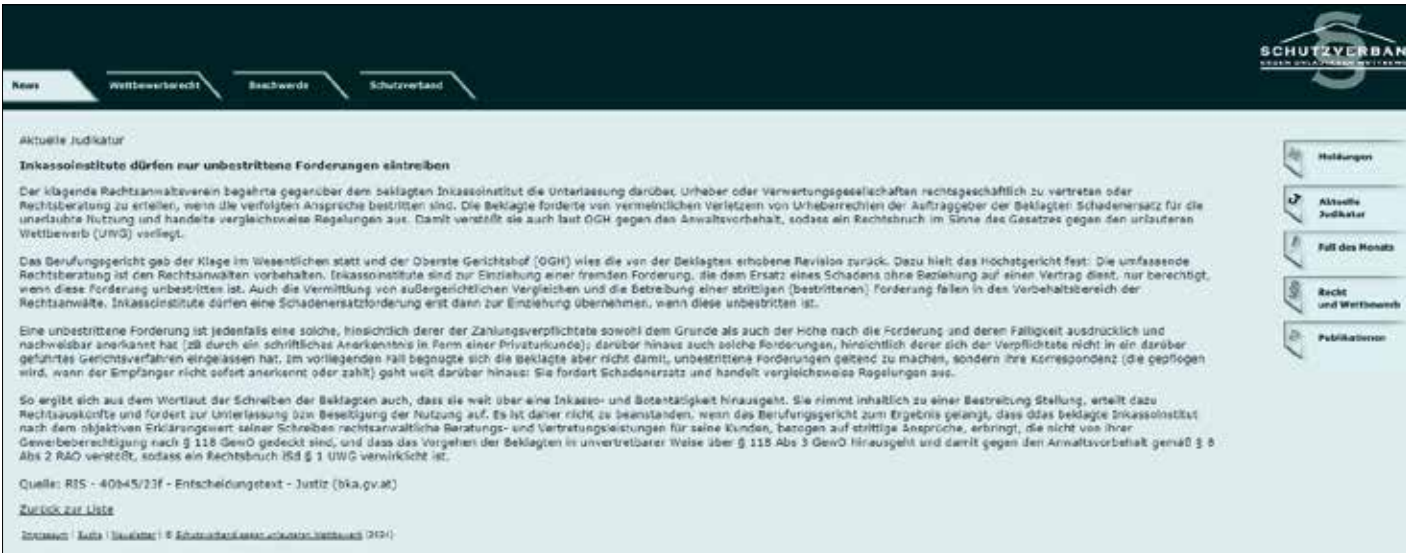 SCHUTZVERBAN
News
Wettbewerbsrecht
Beschwerde
Schutzverband
Aktuelle Judikatur
Inkassoinstitute dürfen nur unbestrittene Forderungen eintreiben
Der klagende Rechtsanwaltsverein begehrte gegenüber dem beklagten Inkassoinstitut die Unterlassung darüber, Urheber oder Verwertungsgesellschaften rechtsgeschäftlich zu vertreten oder
Rechtsberatung zu erteilen, wenn die verfolgten Ansprüche bestritten sind. Die Beklagte forderte von vermeintlichen Verletzern von Urheberrechten der Auftraggeber der Beklagten Schadenersatz für die
unerlaubte Nutzung und handelte vergleichsweise Regelungen aus. Damit verstößt sie auch laut OGH gegen den Anwaltsvorbehalt, sodass ein Rechtsbruch im Sinne des Gesetzes gegen den unlauteren
Wettbewerb (UWG) vorliegt.
Das Berufungsgericht gab der Klage im Wesentlichen statt und der Oberste Gerichtshof (OGH) wies die von der Beklagten erhobene Revision zurück. Dazu hielt das Höchstgericht fest: Die umfassende
Rechtsberatung ist den Rechtsanwälten vorbehalten. Inkassoinstitute sind zur Einziehung einer fremden Forderung, die dem Ersatz eines Schadens ohne Beziehung auf einen Vertrag dient, nur berechtigt,
wenn diese Forderung unbestritten ist. Auch die Vermittlung von außergerichtlichen Vergleichen und die Betreibung einer strittigen (bestrittenen) Forderung fallen in den Vorbehaltsbereich der
Rechtsanwälte. Inkassoinstitute dürfen eine Schadenersatzforderung erst dann zur Einziehung übernehmen, wenn diese unbestritten ist.
Eine unbestrittene Forderung ist jedenfalls eine solche, hinsichtlich derer der Zahlungsverpflichtete sowohl dem Grunde als auch der Höhe nach die Forderung und deren Fälligkeit ausdrücklich und
nachweisbar anerkannt hat (zB durch ein schriftliches Anerkenntnis in Form einer Privaturkunde); darüber hinaus auch solche Forderungen, hinsichtlich derer sich der Verpflichtete nicht in ein darüber
geführtes Gerichtsverfahren eingelassen hat. Im vorliegenden Fall begnügte sich die Beklagte aber nicht damit, unbestrittene Forderungen geltend zu machen, sondern ihre Korrespondenz (die gepflogen
wird, wenn der Empfänger nicht sofort anerkennt oder zahlt) geht weit darüber hinaus: Sie fordert Schadenersatz und handelt vergleichsweise Regelungen aus.
So ergibt sich aus dem Wortlaut der Schreiben der Beklagten auch, dass sie weit über eine Inkasso- und Botentätigkeit hinausgeht. Sie nimmt inhaltlich zu einer Bestreitung Stellung, erteilt dazu
Rechtsauskünfte und fordert zur Unterlassung bzw Beseitigung der Nutzung auf. Es ist daher nicht zu beanstanden, wenn das Berufungsgericht zum Ergebnis gelangt, dass ddas beklagte Inkassoinstitut
nach dem objektiven Erklärungswert seiner Schreiben rechtsanwaltliche Beratungs- und Vertretungsleistungen für seine Kunden, bezogen auf strittige Ansprüche, erbringt, die nicht von ihrer
Gewerbeberechtigung nach § 118 GewO gedeckt sind, und dass das Vorgehen der Beklagten in unvertretbarer Weise über § 118 Abs 3 GewO hinausgeht und damit gegen den Anwaltsvorbehalt gemäß § 8
Abs 2 RAO verstößt, sodass ein Rechtsbruch iSd § 1 UWG verwirklicht ist.
Quelle: RIS - 4Ob45/23f - Entscheidungstext - Justiz (bka.gv.at)
Zurück zur Liste
Impressum | Suche | Newsletter | © Schutzverband gegen unlauteren Wettbewerb (2024)
Meldungen
Aktuelle
Judikatur
Fall des Monats
Recht
und Wettbewerb
Publikationen